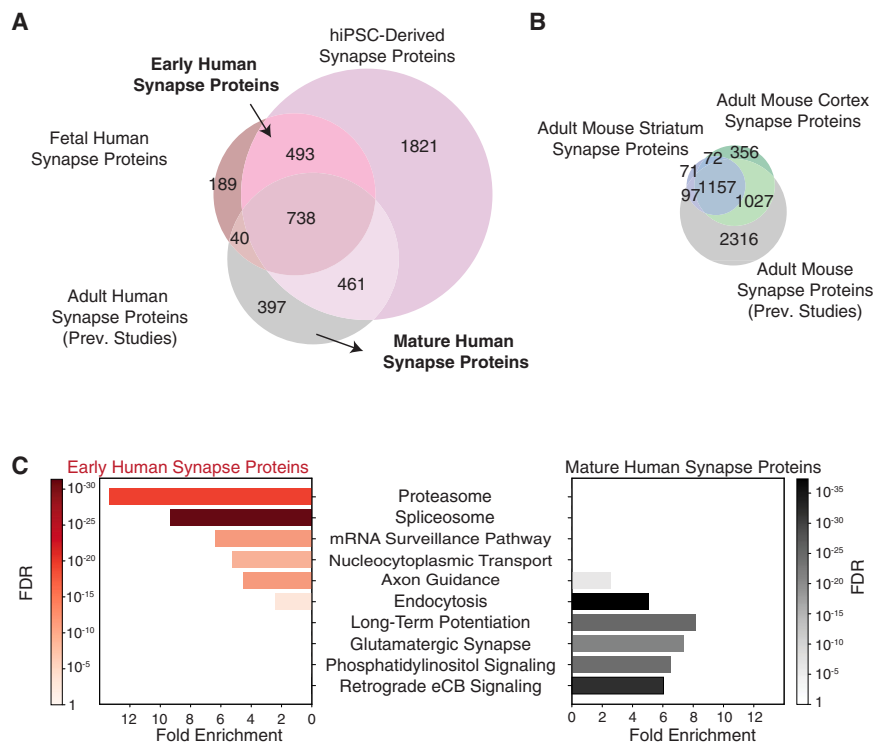 A
hiPSC-Derived
Synapse Proteins
Early Human
Synapse Proteins
Fetal Human
Synapse Proteins
493
1821
189
738
40
461
397
Adult Human
Synapse Proteins
(Prev. Studies)
Mature Human
Synapse Proteins
B
Adult Mouse Cortex
Synapse Proteins
Adult Mouse Striatum
Synapse Proteins
72
356
71
97
1157
1027
2316
Adult Mouse
Synapse Proteins
(Prev. Studies)
C
Early Human Synapse Proteins
FDR
10-30
10-25
10-20
10-15
10-10
10-5
1
12 10 8 6 4 2 0
Fold Enrichment
Proteasome
Spliceosome
mRNA Surveillance Pathway
Nucleocytoplasmic Transport
Axon Guidance
Endocytosis
Long-Term Potentiation
Glutamatergic Synapse
Phosphatidylinositol Signaling
Retrograde eCB Signaling
Mature Human Synapse Proteins
0 2 4 6 8 10 12
Fold Enrichment
10-35
10-30
10-25
10-20
10-15
10-10
10-5
1
FDR